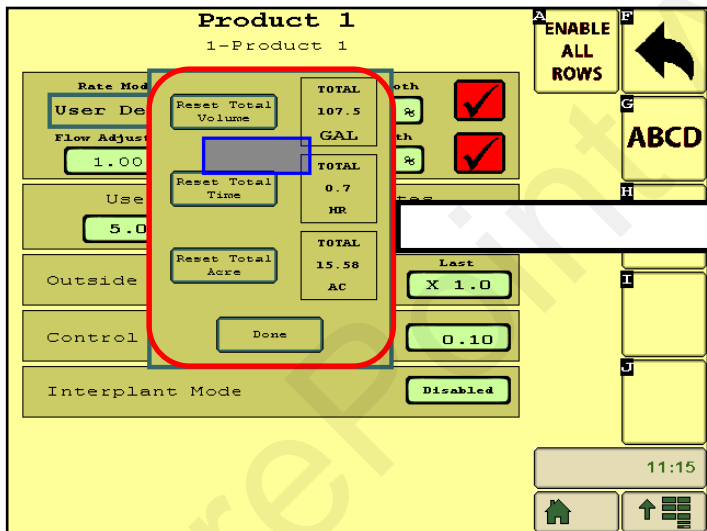 Product 1
1-Product 1
A
ENABLE
ALL
ROWS
F
G
ABCD
H
I
J
Rate Mod
User De
oth
%
Flow Adjust
1.00
th
%
Use
tes
5.0
Outside
Last
X 1.0
Control
0.10
Interplant Mode
Disabled
Reset Total
Volume
TOTAL
107.5
GAL
Reset Total
Time
TOTAL
0.7
HR
Reset Total
Acre
TOTAL
15.58
AC
Done
11:15